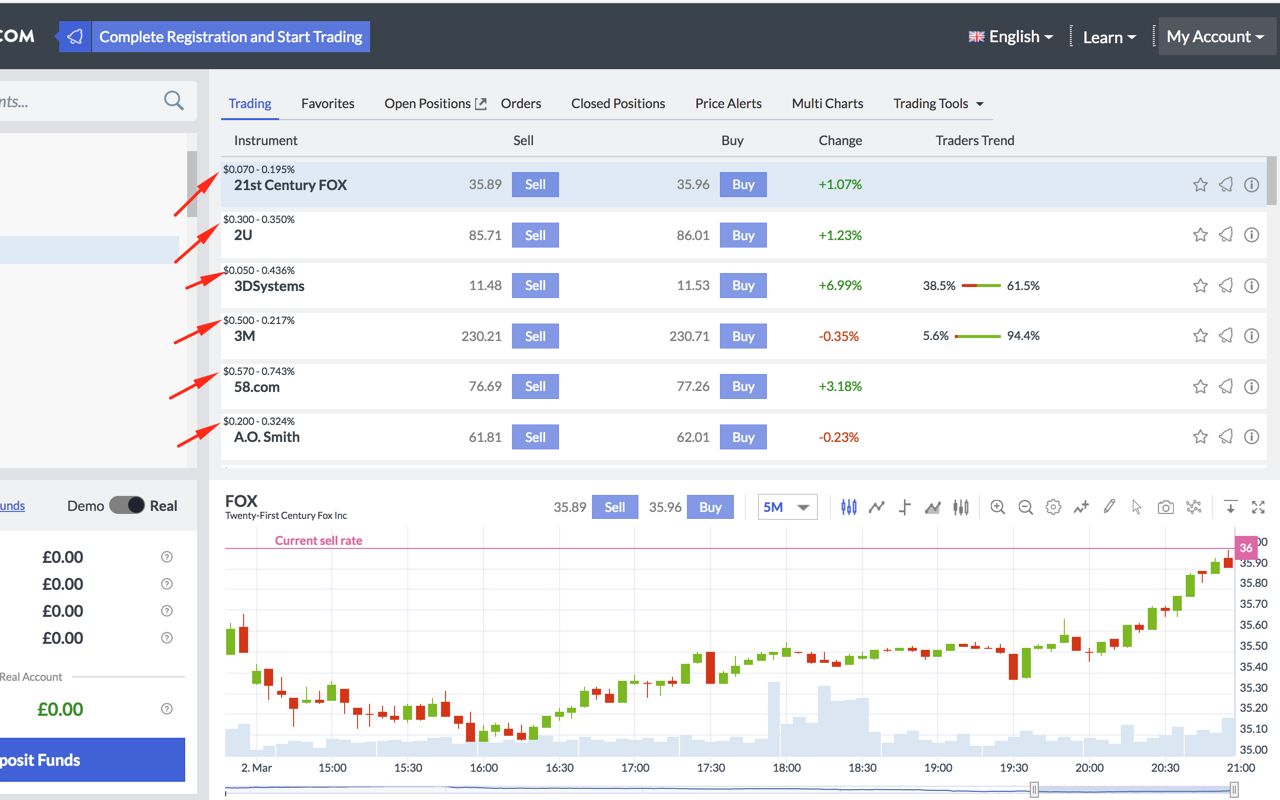 COM
Complete Registration and Start Trading
English
Learn
My Account
nts...
Trading Favorites Open Positions Orders Closed Positions Price Alerts Multi Charts Trading Tools
Instrument Sell Buy Change Traders Trend
$0.070 - 0.195%
21st Century FOX 35.89 Sell 35.96 Buy +1.07%
$0.300 - 0.350%
2U 85.71 Sell 86.01 Buy +1.23%
$0.050 - 0.436%
3DSystems 11.48 Sell 11.53 Buy +6.99% 38.5% 61.5%
$0.500 - 0.217%
3M 230.21 Sell 230.71 Buy -0.35% 5.6% 94.4%
$0.570 - 0.743%
58.com 76.69 Sell 77.26 Buy +3.18%
$0.200 - 0.324%
A.O. Smith 61.81 Sell 62.01 Buy -0.23%
unds Demo Real
£0.00
£0.00
£0.00
£0.00
Real Account
£0.00
posit Funds
FOX 35.89 Sell 35.96 Buy 5M
Twenty-First Century Fox Inc
Current sell rate
36
00
35.90
35.80
35.70
35.60
35.50
35.40
35.30
35.20
35.10
35.00
2. Mar 15:00 15:30 16:00 16:30 17:00 17:30 18:00 18:30 19:00 19:30 20:00 20:30 21:00